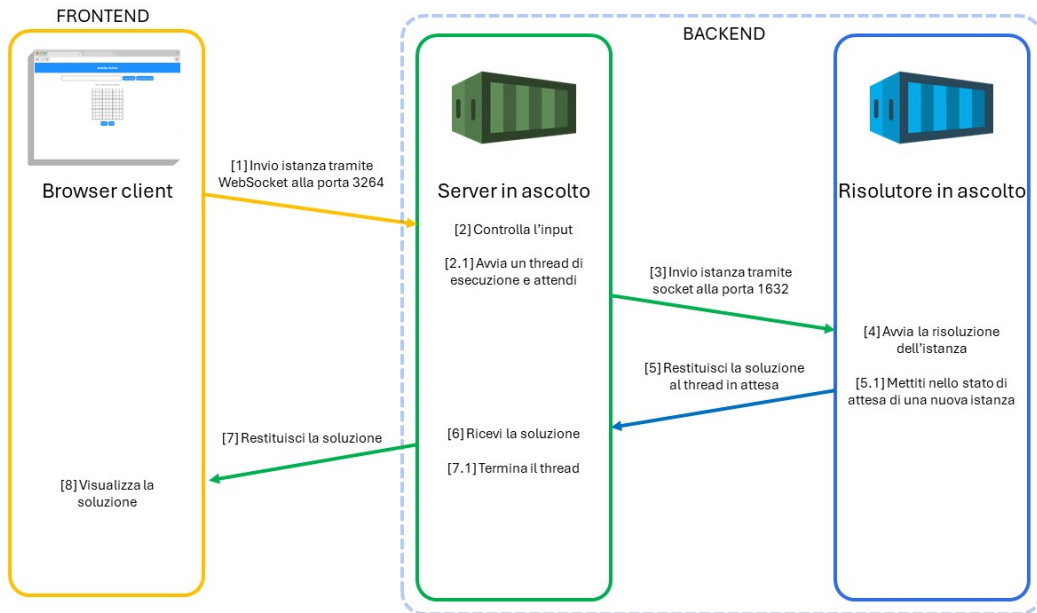 FRONTEND
BACKEND
[1] Invio istanza tramite
WebSocket alla porta 3264
Browser client
Server in ascolto
Risolutore in ascolto
[2] Controlla l'input
[2.1] Avvia un thread di
esecuzione e attendi
[3] Invio istanza tramite
socket alla porta 1632
[4] Avvia la risoluzione
dell'istanza
[5] Restituisci la soluzione
al thread in attesa
[5.1] Mettiti nello stato di
attesa di una nuova istanza
[6] Ricevi la soluzione
[7] Restituisci la soluzione
[7.1] Termina il thread
[8] Visualizza la
soluzione